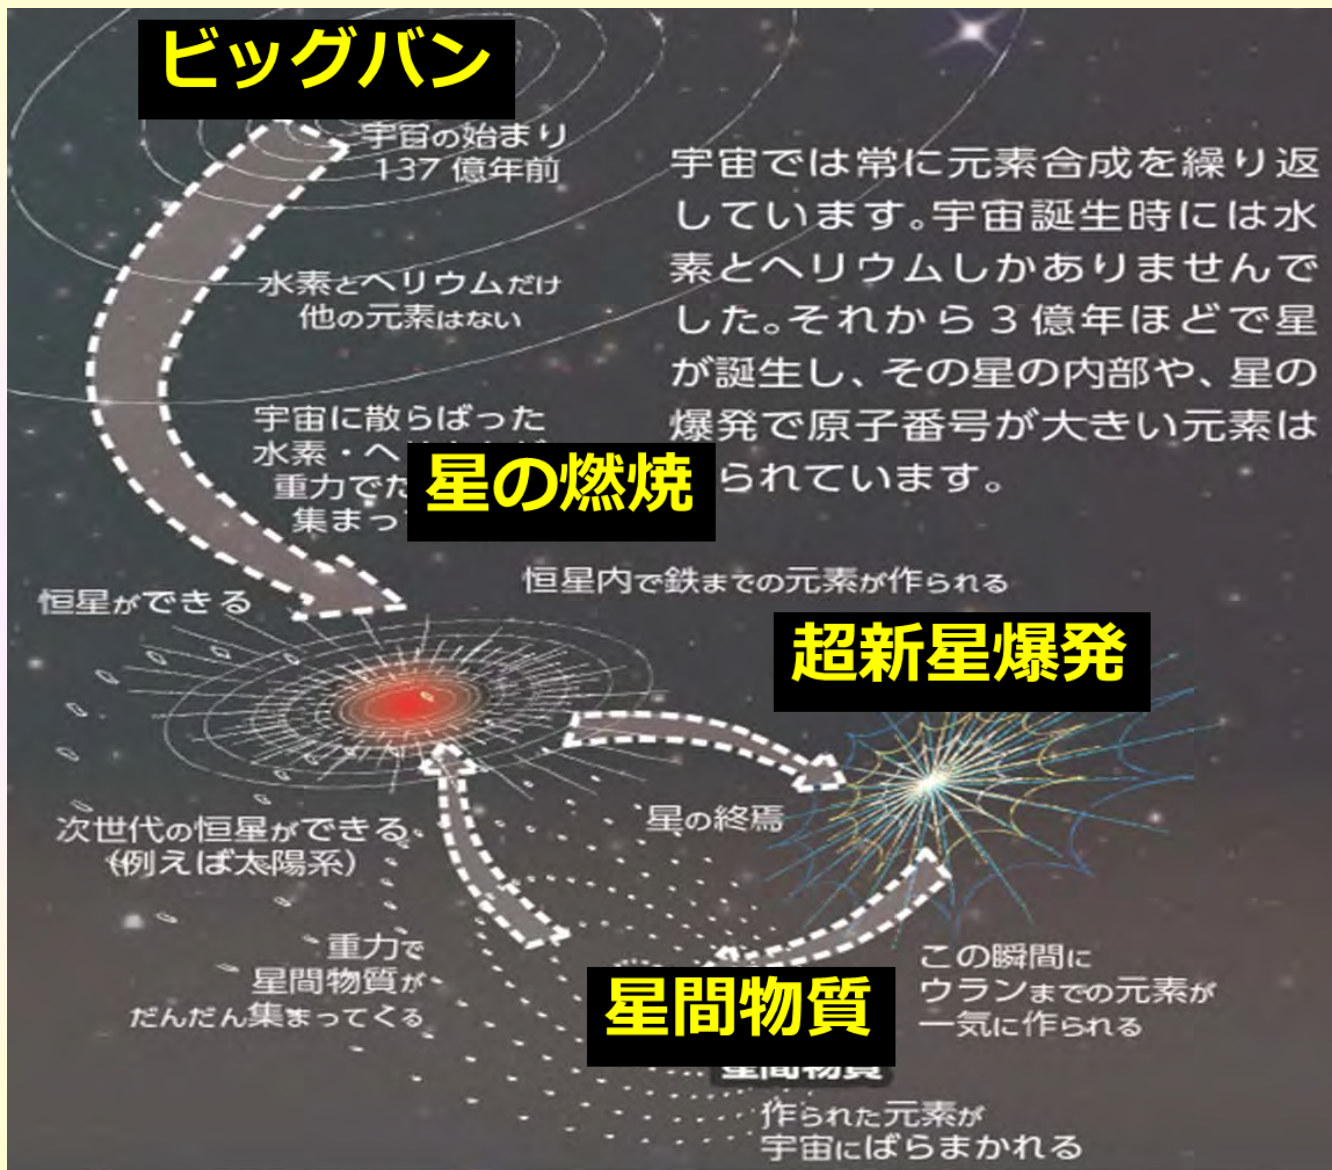 ビッグバン
宇宙の始まり
137 億年前
宇宙では常に元素合成を繰り返
しています。宇宙誕生時には水
素とヘリウムしかありませんで
した。それから3億年ほどで星
が誕生し、その星の内部や、星の
爆発で原子番号が大きい元素は
られています。
水素とヘリウムだけ
他の元素はない
宇宙に散らばった
水素・ヘ
重力でだ
集まっ
星の燃焼
恒星ができる
恒星内で鉄までの元素が作られる
超新星爆発
星の終焉
次世代の恒星ができる
(例えば太陽系)
重力で
星間物質が
だんだん集まってくる
星間物質
この瞬間に
ウランまでの元素が
一気に作られる
星間物質
作られた元素が
宇宙にばらまかれる